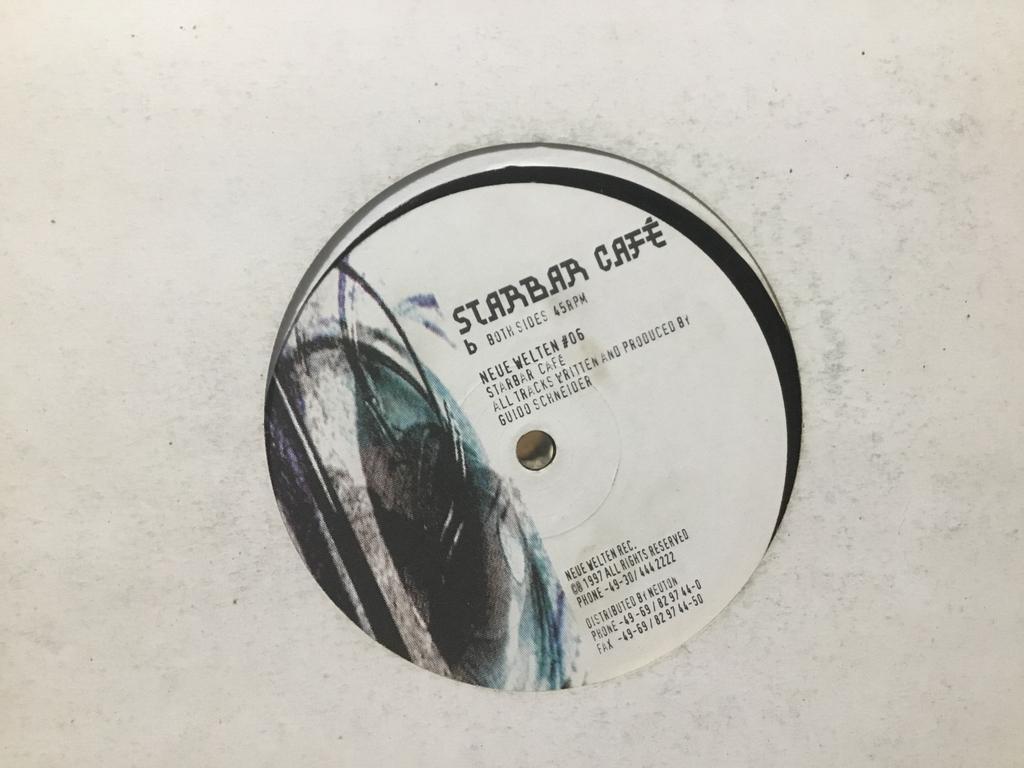 STARBAR CAFÉ
b BOTH SIDES 45RPM
NEUE WELTEN #06
STARBAR CAFÉ
ALL TRACKS WRITTEN AND PRODUCED BY
GUIDO SCHNEIDER
NEUE WELTEN REC.
©® 1997 ALL RIGHTS RESERVED
PHONE -49-30/ 444 2222
DISTRIBUTED BY NEUTON
PHONE -49-69 / 82 97 44-0
FAX -49-69 / 82 97 44-50